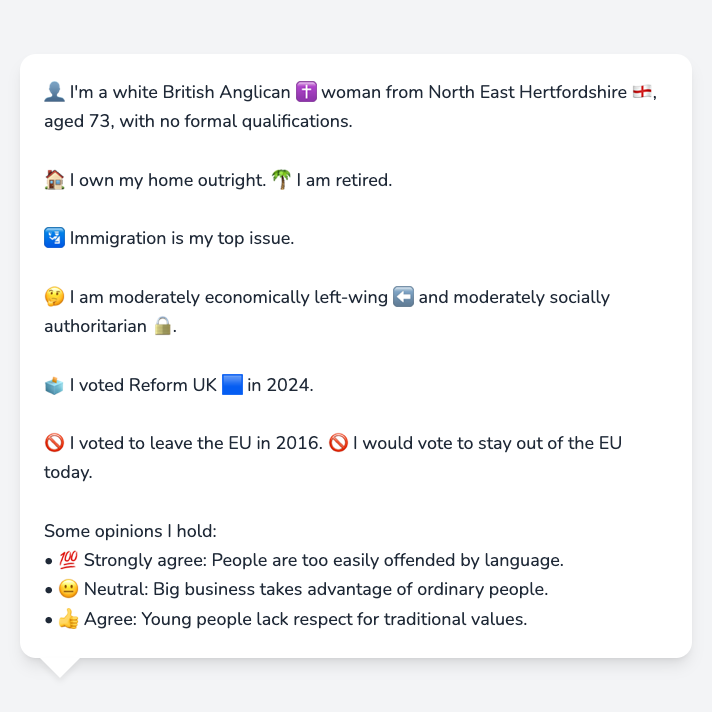 👤 I'm a white British Anglican ✝️ woman from North East Hertfordshire 🏴󠁧󠁢󠁥󠁮󠁧󠁿,
aged 73, with no formal qualifications.
🏠 I own my home outright. 🌴 I am retired.
🛂 Immigration is my top issue.
🤔 I am moderately economically left-wing ⬅️ and moderately socially
authoritarian 🔒.
🗳️ I voted Reform UK 🟦 in 2024.
🚫 I voted to leave the EU in 2016. 🚫 I would vote to stay out of the EU
today.
Some opinions I hold:
• 💯 Strongly agree: People are too easily offended by language.
• 😐 Neutral: Big business takes advantage of ordinary people.
• 👍 Agree: Young people lack respect for traditional values.